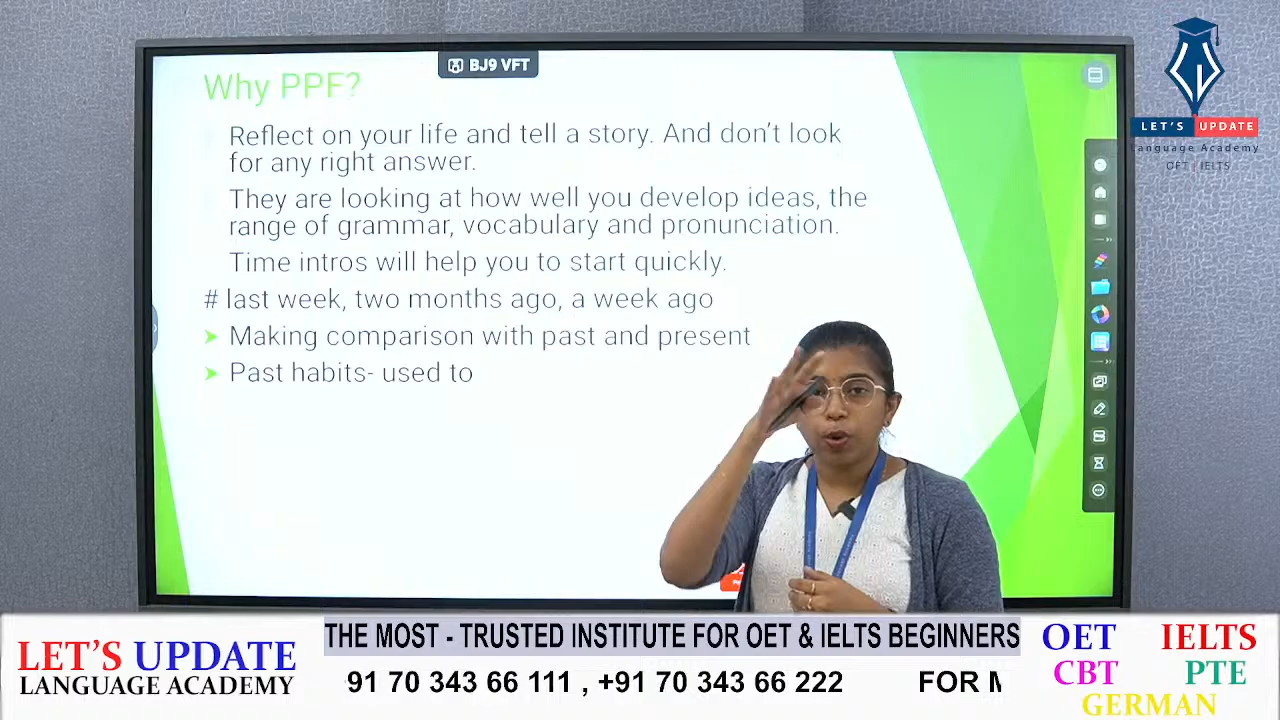 Why PPF?
BJ9 VFT
Reflect on your life and tell a story. And don't look
for any right answer.
They are looking at how well you develop ideas, the
range of grammar, vocabulary and pronunciation.
Time intros will help you to start quickly.
# last week, two months ago, a week ago
Making comparison with past and present
Past habits- used to
LET'S UPDATE
Language Academy
OET | IELTS
LET'S UPDATE
LANGUAGE ACADEMY
THE MOST - TRUSTED INSTITUTE FOR OET & IELTS BEGINNERS
91 70 343 66 111 , +91 70 343 66 222 FOR
OET IELTS
CBT PTE
GERMAN